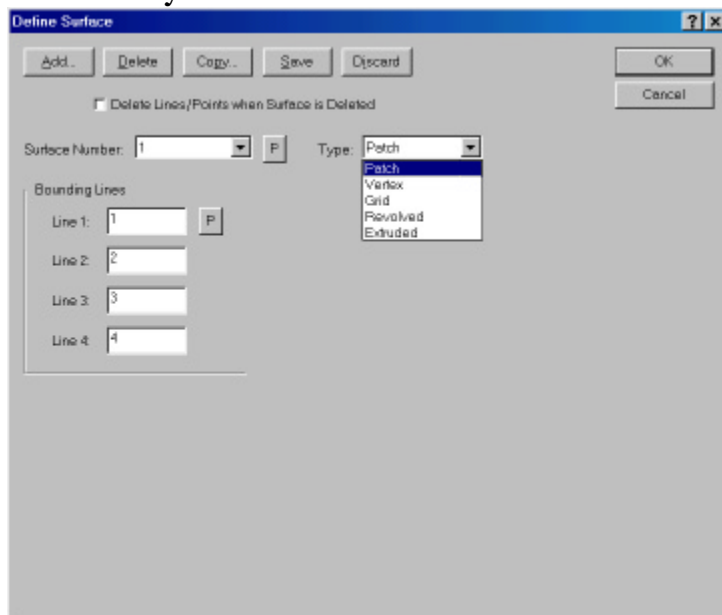 Define Surface
Add.. Delete Copy.. Save Discard OK
Cancel
Delete Lines/Points when Surface is Deleted
Surface Number: 1 P Type: Patch
Patch
Vertex
Grid
Revolved
Extruded
Bounding Lines
Line 1: 1 P
Line 2: 2
Line 3: 3
Line 4: 4